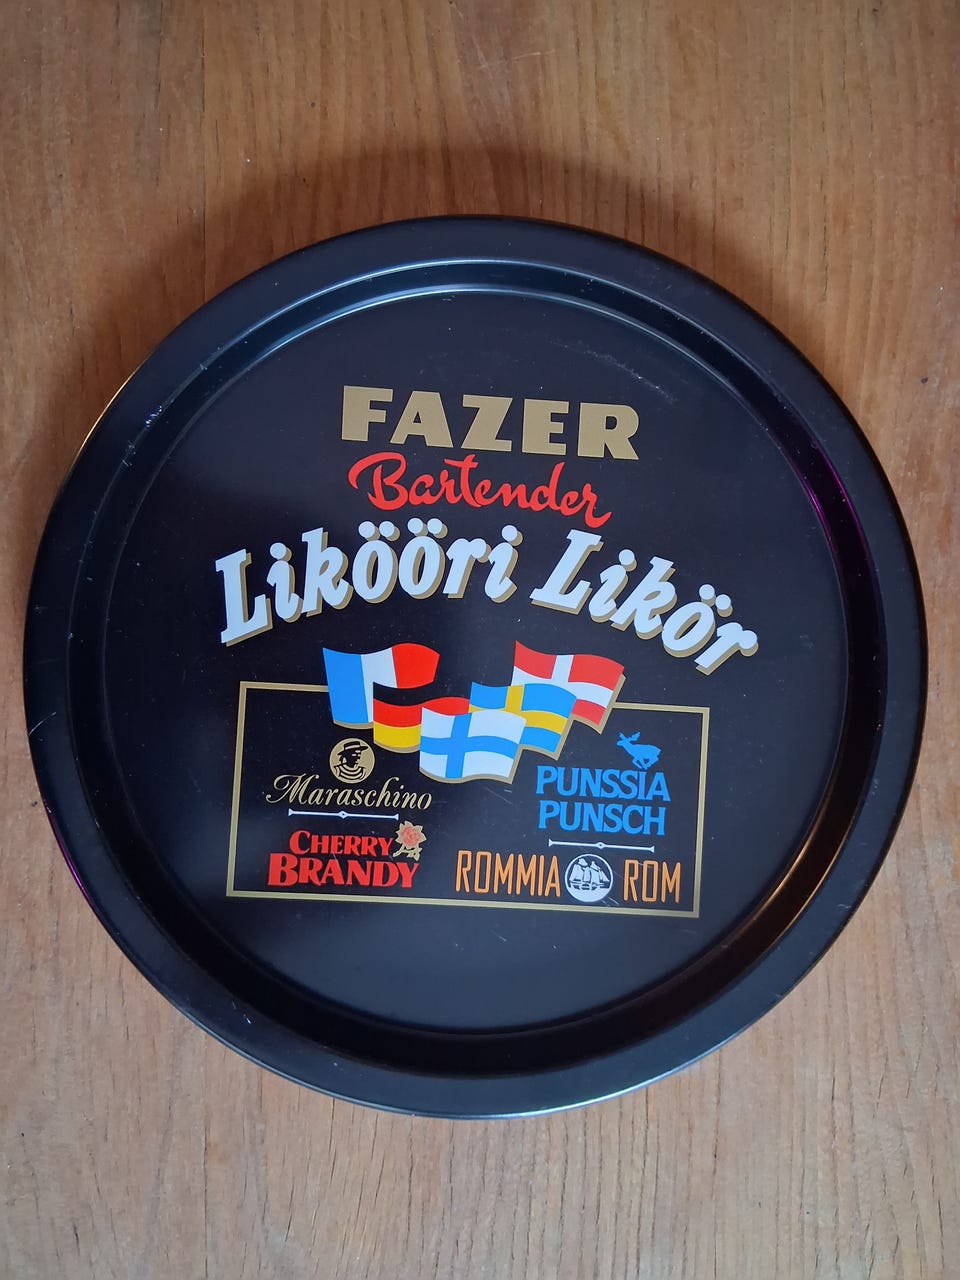 FAZER
Bartender
Likööri Likör
Maraschino
CHERRY
BRANDY
PUNSSIA
PUNSCH
ROMMIA ROM